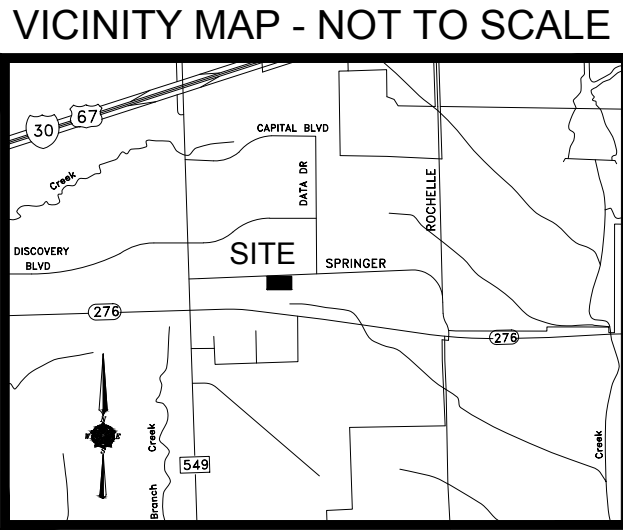 VICINITY MAP - NOT TO SCALE
67
30
CAPITAL BLVD
Creek
DATA DR
ROCHELLE
DISCOVERY
BLVD
SITE
SPRINGER
276
276
Branch Creek
Creek
549